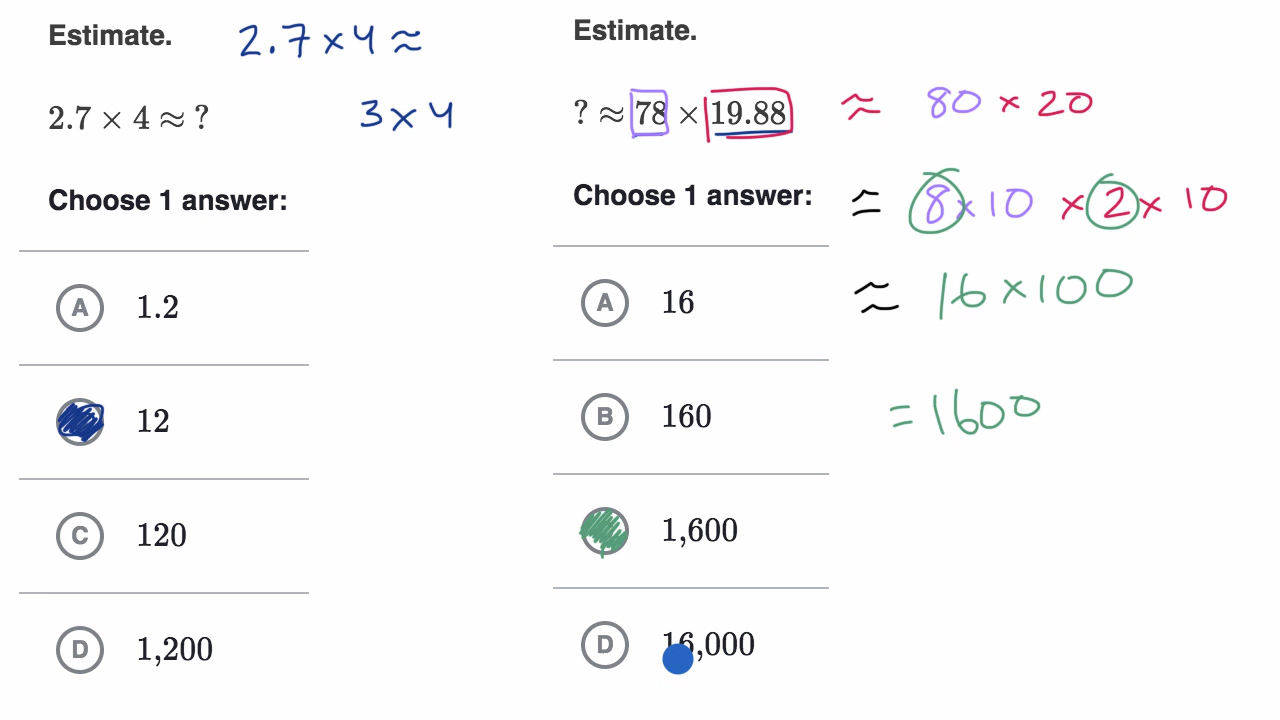 Estimate.
2.7×4≈
2.7 × 4 ≈ ?
3×4
Choose 1 answer:
A 1.2
12
C 120
D 1,200
Estimate.
? ≈ 78 × 19.88 ≈ 80 × 20
Choose 1 answer:
≈ 8×10 × 2 × 10
≈ 16×100
= 1600
A 16
B 160
1,600
D 16,000